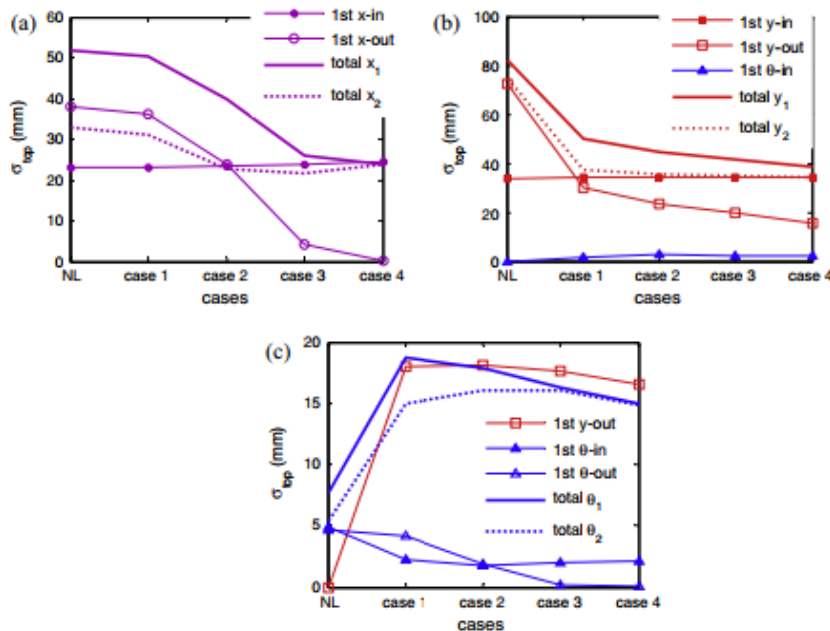 (a)
60
50
40
30
20
10
0
σtop (mm)
1st x-in
1st x-out
total x1
total x2
NL case 1 case 2 case 3 case 4
cases
(b)
100
80
60
40
20
0
σtop (mm)
1st y-in
1st y-out
1st θ-in
total y1
total y2
NL case 1 case 2 case 3 case 4
cases
(c)
20
15
10
5
0
σtop (mm)
1st y-out
1st θ-in
1st θ-out
total θ1
total θ2
NL case 1 case 2 case 3 case 4
cases